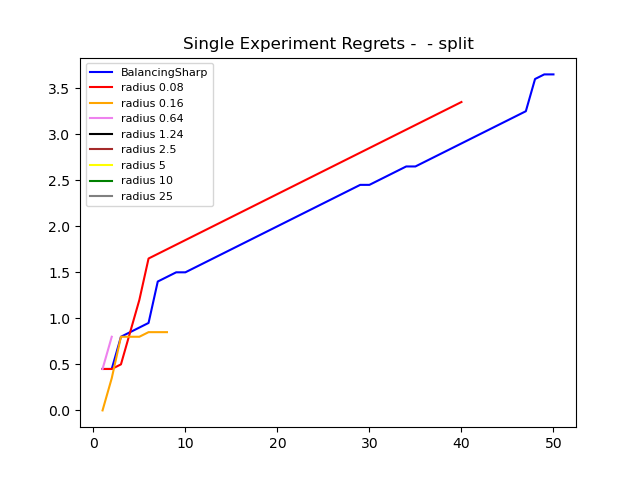 Single Experiment Regrets -  - split
BalancingSharp
radius 0.08
radius 0.16
radius 0.64
radius 1.24
radius 2.5
radius 5
radius 10
radius 25
3.5
3.0
2.5
2.0
1.5
1.0
0.5
0.0
0 10 20 30 40 50